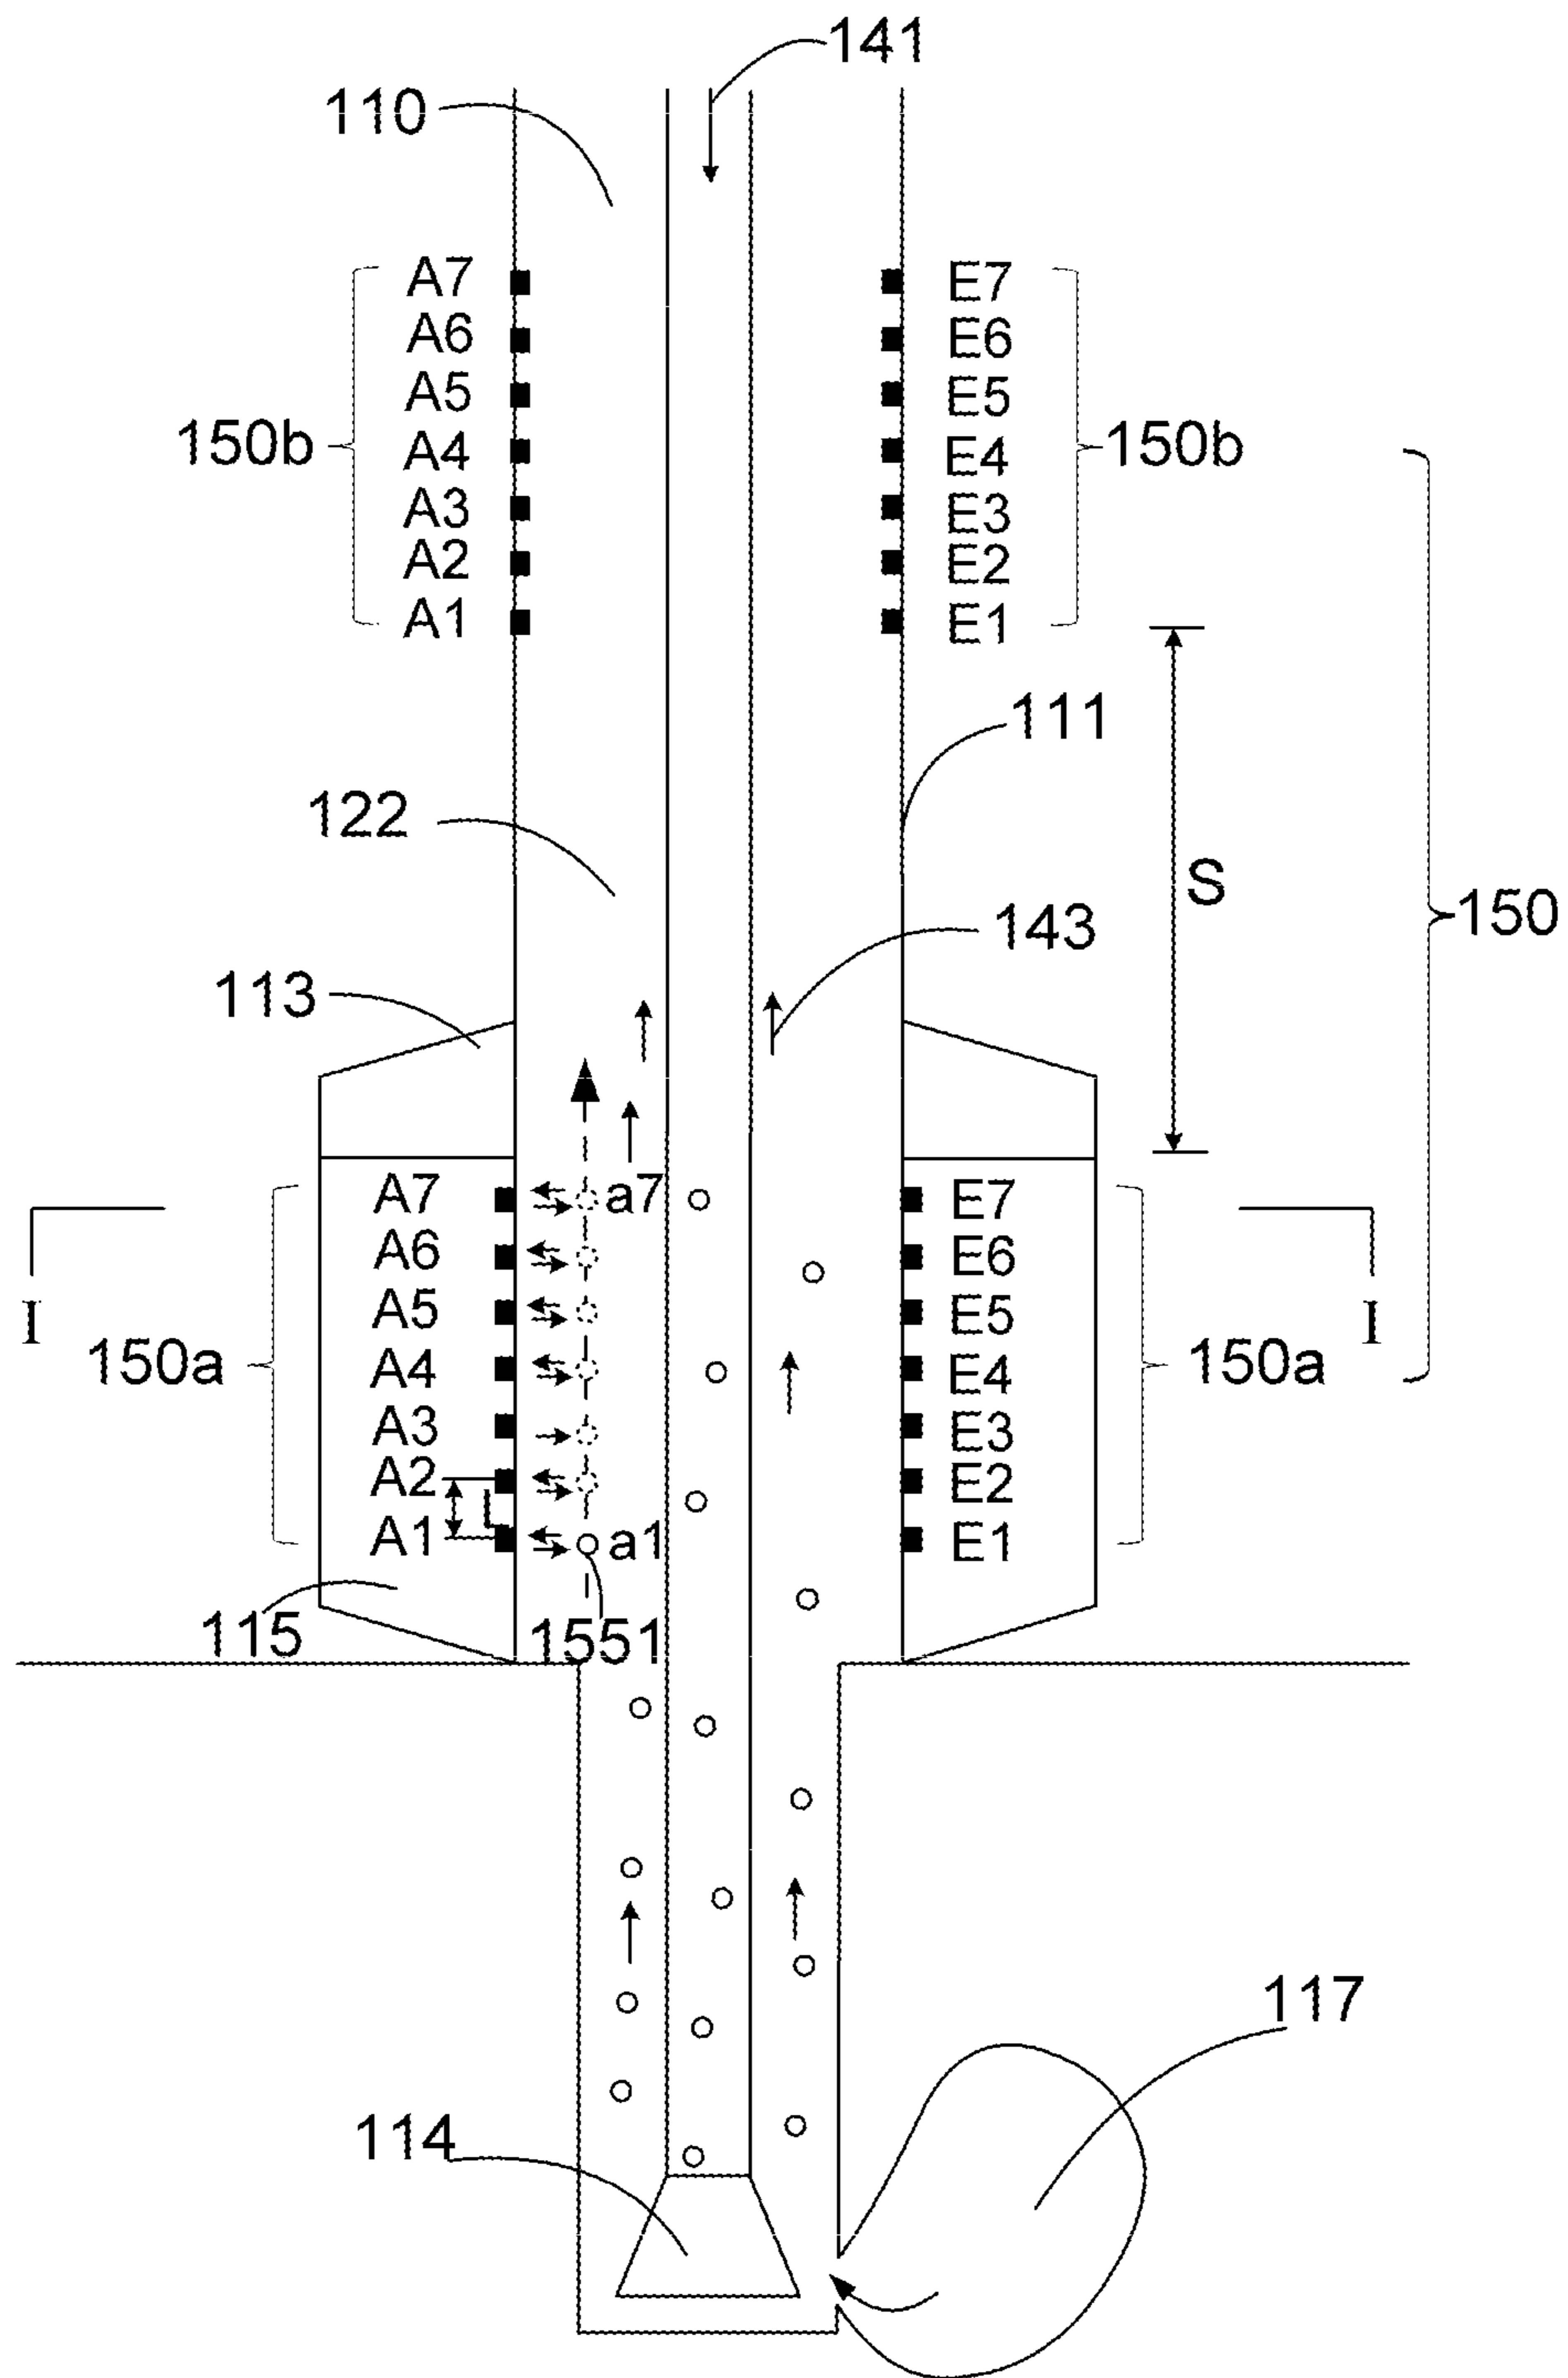 141
110
A7 E7
A6 E6
A5 E5
150b A4 E4 150b
A3 E3
A2 E2
A1 E1
111
122
S
150
143
113
A7 a7 E7
A6 E6
I A5 E5 I
150a A4 E4 150a
A3 E3
A2 E2
L
A1 a1 E1
115 1551
117
114